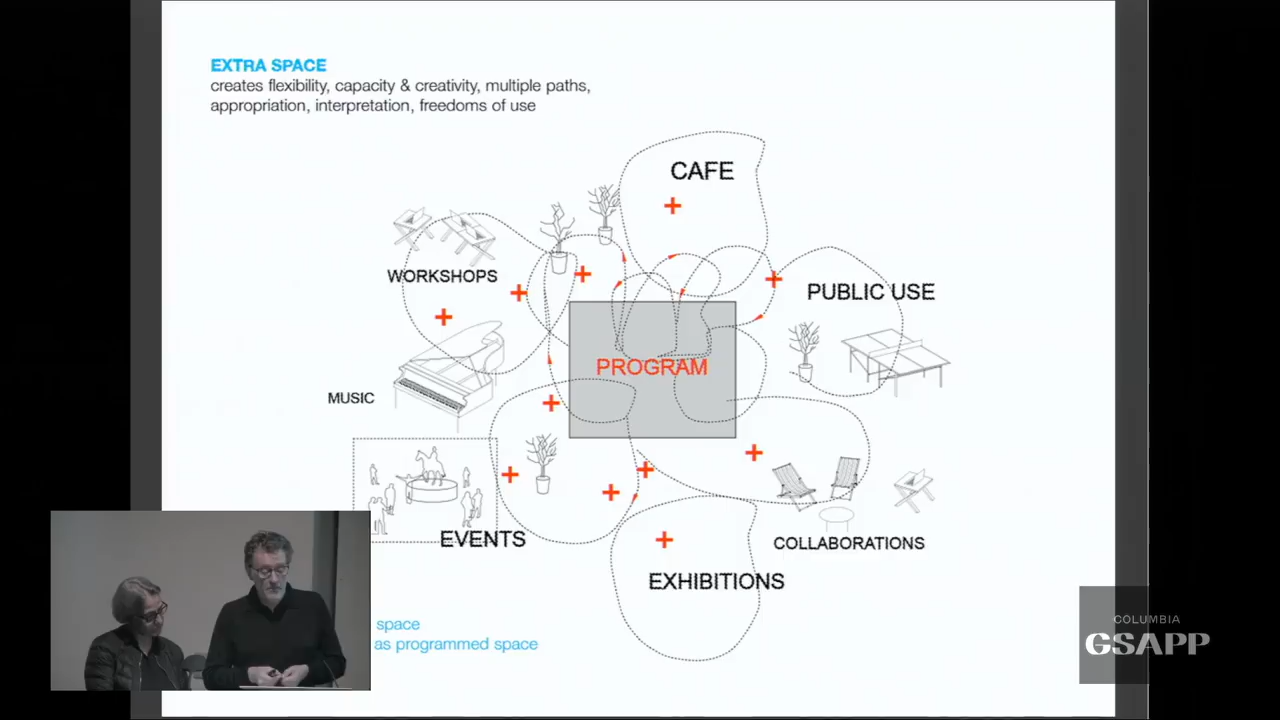 EXTRA SPACE
creates flexibility, capacity & creativity, multiple paths,
appropriation, interpretation, freedoms of use
CAFE
WORKSHOPS
PUBLIC USE
PROGRAM
MUSIC
EVENTS
COLLABORATIONS
EXHIBITIONS
space
as programmed space
COLUMBIA
GSAPP